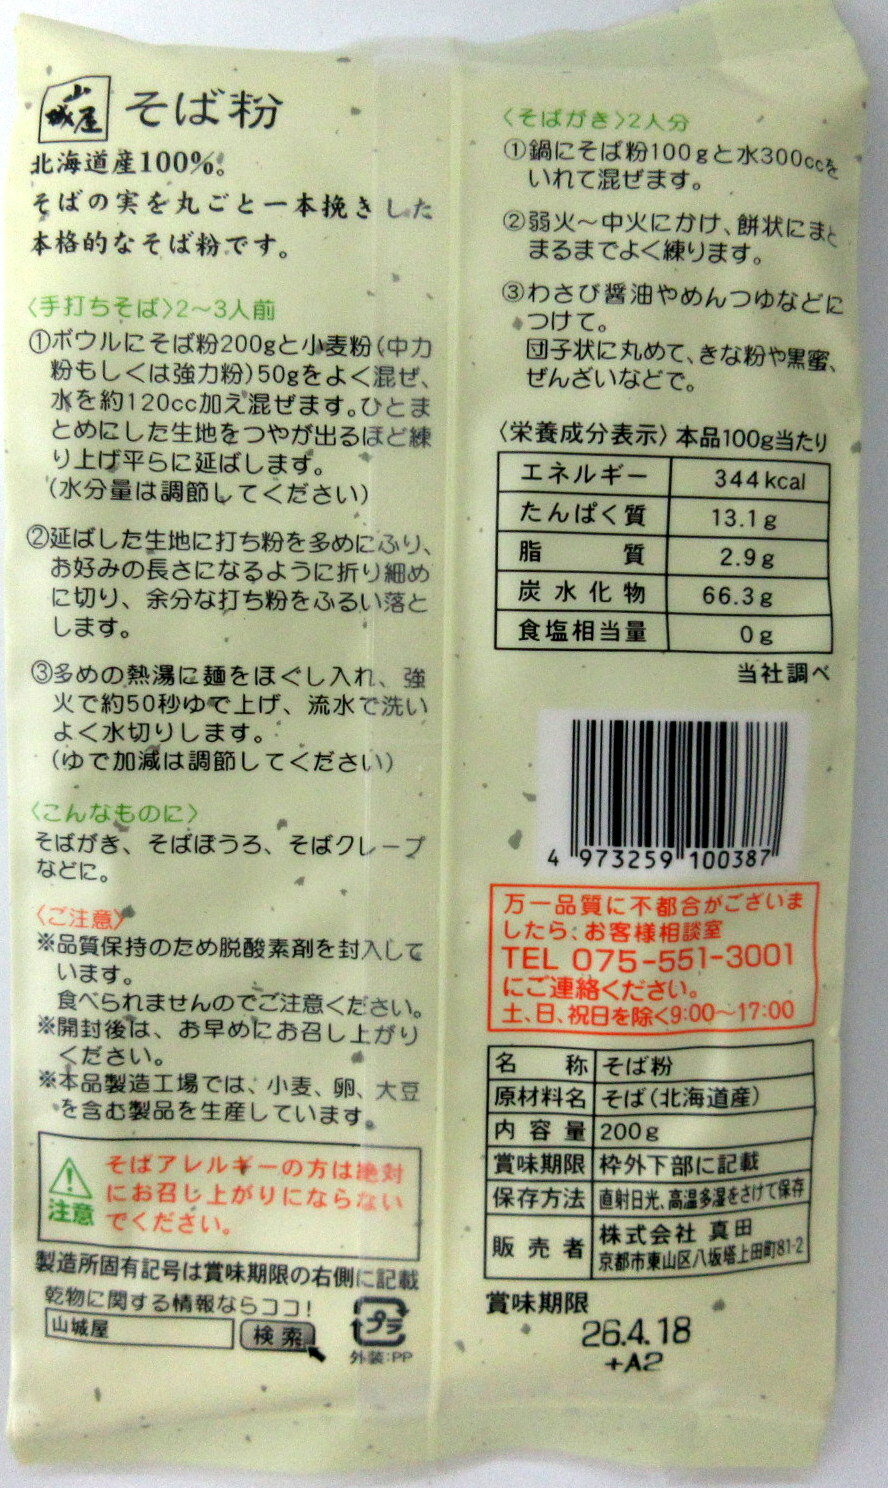 山城屋 そば粉
北海道産100%。
そばの実を丸ごと一本挽きした
本格的なそば粉です。
〈手打ちそば〉2～3人前
①ボウルにそば粉200gと小麦粉(中力
粉もしくは強力粉)50gをよく混ぜ、
水を約120cc加え混ぜます。ひとま
とめにした生地をつやが出るほど練
り上げ平らに延ばします。
(水分量は調節してください)
②延ばした生地に打ち粉を多めにふり、
お好みの長さになるように折り細め
に切り、余分な打ち粉をふるい落と
します。
③多めの熱湯に麺をほぐし入れ、強
火で約50秒ゆで上げ、流水で洗い
よく水切りします。
(ゆで加減は調節してください)
〈こんなものに〉
そばがき、そばぼうろ、そばクレープ
などに。
〈ご注意〉
※品質保持のため脱酸素剤を封入して
います。
食べられませんのでご注意ください。
※開封後は、お早めにお召し上がり
ください。
※本品製造工場では、小麦、卵、大豆
を含む製品を生産しています。
注意
そばアレルギーの方は絶対
にお召し上がりにならない
でください。
製造所固有記号は賞味期限の右側に記載
乾物に関する情報ならココ!
山城屋 検索
プラ
外装:PP
〈そばがき〉2人分
①鍋にそば粉100gと水300ccを
いれて混ぜます。
②弱火～中火にかけ、餅状にまと
まるまでよく練ります。
③わさび醤油やめんつゆなどに
つけて。
団子状に丸めて、きな粉や黒蜜、
ぜんざいなどで。
〈栄養成分表示〉本品100g当たり
エネルギー 344kcal
たんぱく質 13.1g
脂質 2.9g
炭水化物 66.3g
食塩相当量 0g
当社調べ
4 973259 100387
万一品質に不都合がございま
したら:お客様相談室
TEL 075-551-3001
にご連絡ください。
土、日、祝日を除く9:00～17:00
名称 そば粉
原材料名 そば(北海道産)
内容量 200g
賞味期限 枠外下部に記載
保存方法 直射日光、高温多湿をさけて保存
販売者 株式会社 真田
京都市東山区八坂塔上田町81-2
賞味期限
26.4.18
+A2